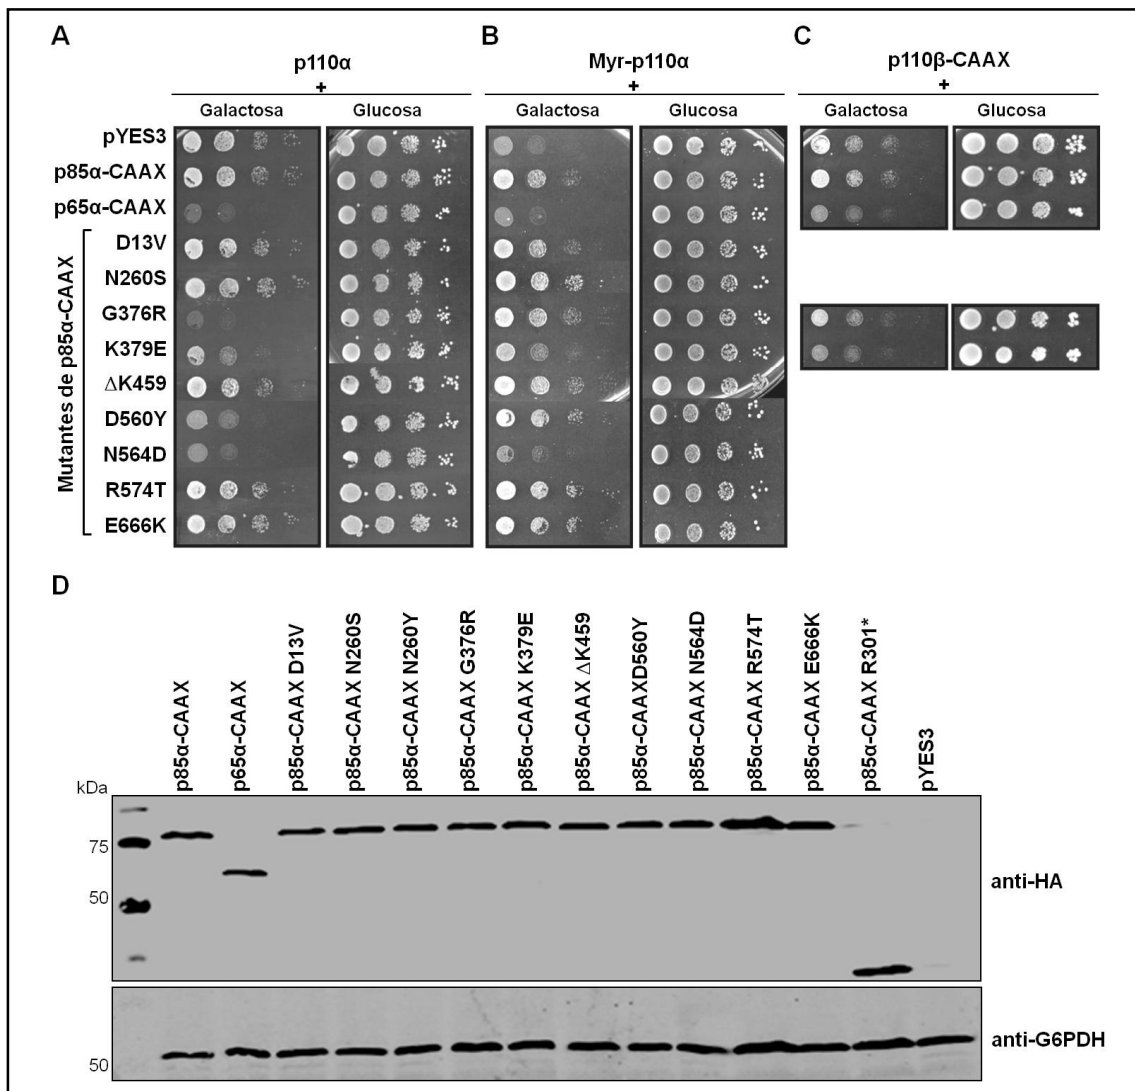 A
B
C
p110α
+
Galactosa
Glucosa
Myr-p110α
+
Galactosa
Glucosa
p110β-CAAX
+
Galactosa
Glucosa
pYES3
p85α-CAAX
p65α-CAAX
Mutantes de p85α-CAAX
D13V
N260S
G376R
K379E
ΔK459
D560Y
N564D
R574T
E666K
D
p85α-CAAX
p65α-CAAX
p85α-CAAX D13V
p85α-CAAX N260S
p85α-CAAX N260Y
p85α-CAAX G376R
p85α-CAAX K379E
p85α-CAAX ΔK459
p85α-CAAXD560Y
p85α-CAAX N564D
p85α-CAAX R574T
p85α-CAAX E666K
p85α-CAAX R301*
pYES3
kDa
75
50
anti-HA
50
anti-G6PDH